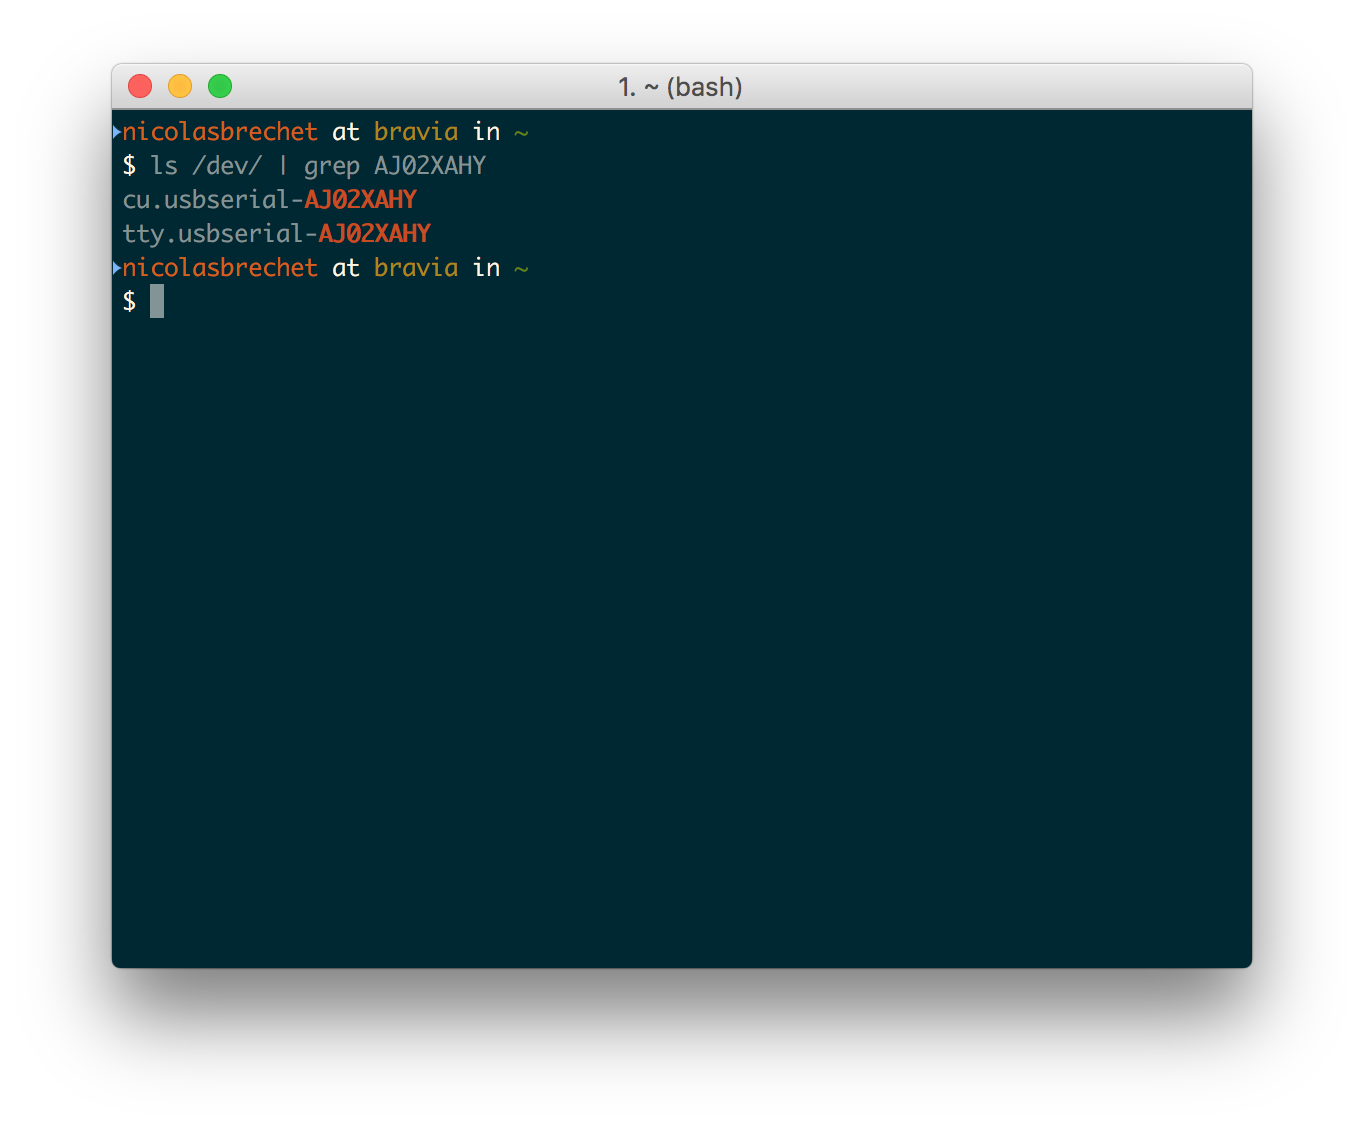 1. ~ (bash)
nicolasbrechet at bravia in ~
$ ls /dev/ | grep AJ02XAHY
cu.usbserial-AJ02XAHY
tty.usbserial-AJ02XAHY
nicolasbrechet at bravia in ~
$